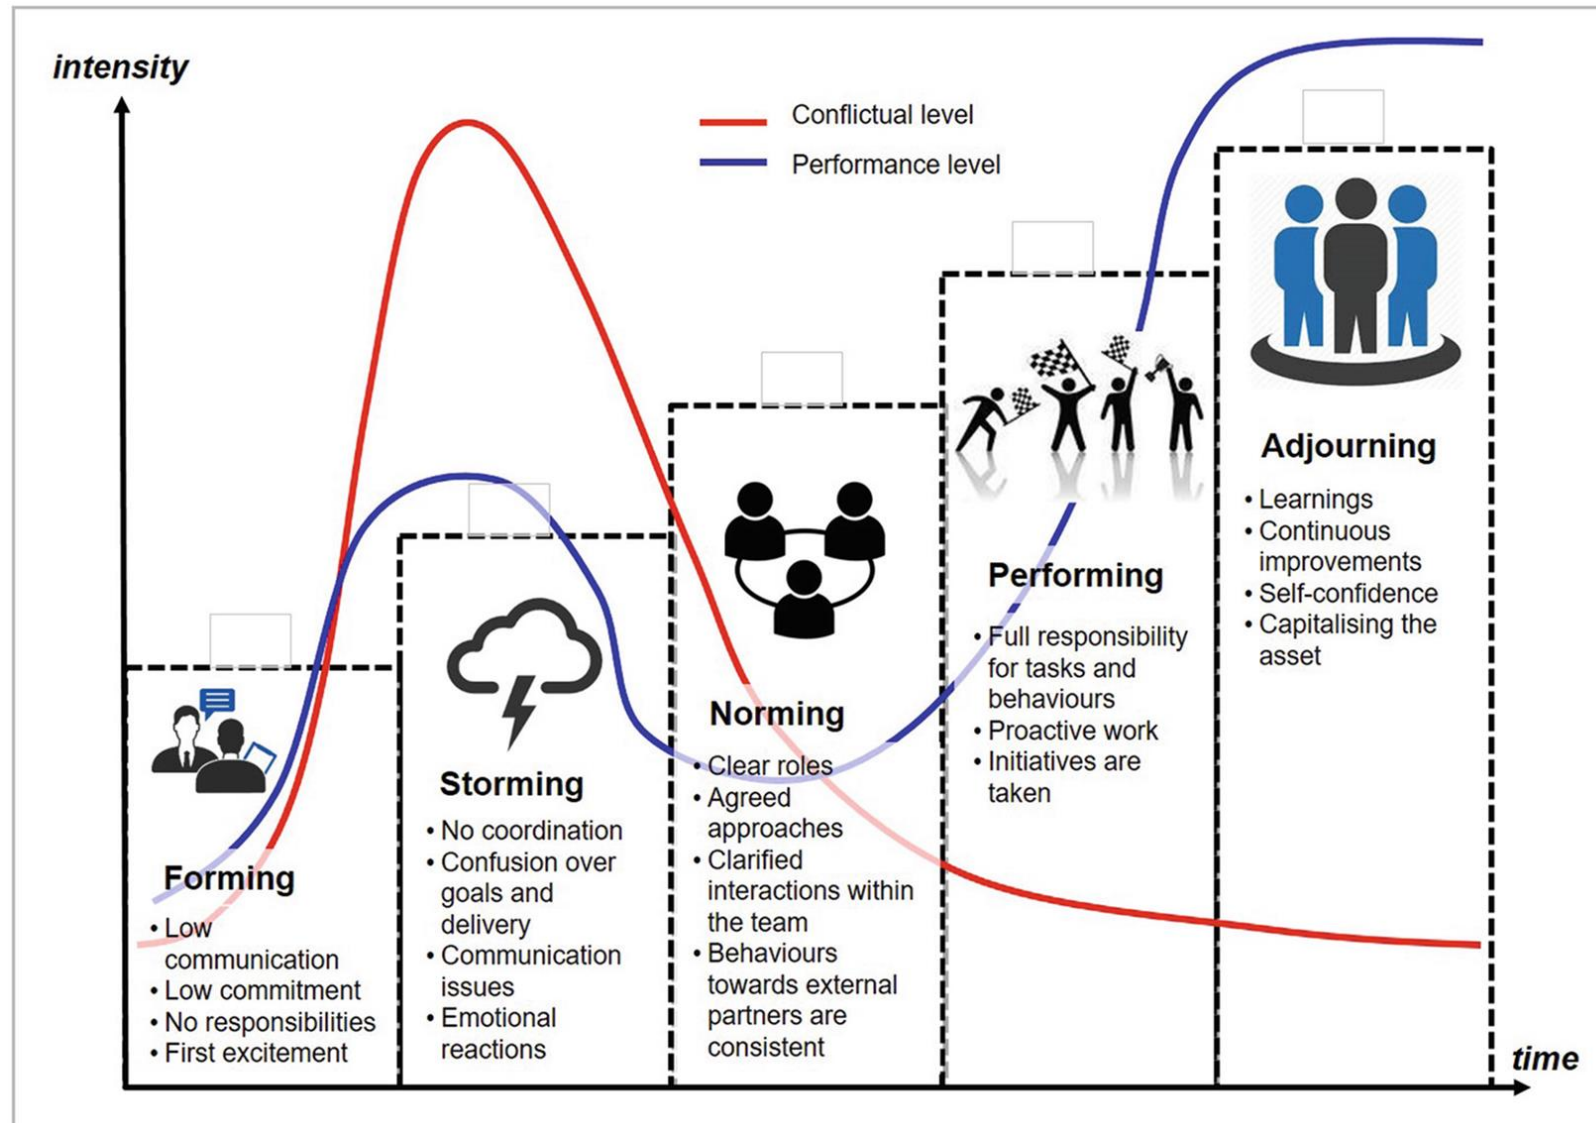 intensity
Conflictual level
Performance level
Forming
• Low
communication
• Low commitment
• No responsibilities
• First excitement
Storming
• No coordination
• Confusion over
goals and
delivery
• Communication
issues
• Emotional
reactions
Norming
• Clear roles
• Agreed
approaches
• Clarified
interactions within
the team
• Behaviours
towards external
partners are
consistent
Performing
• Full responsibility
for tasks and
behaviours
• Proactive work
• Initiatives are
taken
Adjourning
• Learnings
• Continuous
improvements
• Self-confidence
• Capitalising the
asset
time